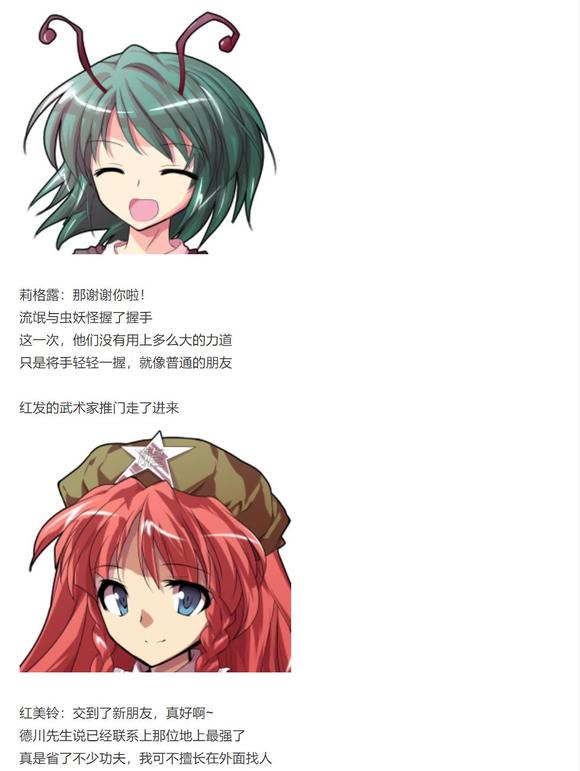 莉格露：那谢谢你啦！
流氓与虫妖怪握了握手
这一次，他们没有用上多么大的力道
只是将手轻轻一握，就像普通的朋友
红发的武术家推门走了进来
红美铃：交到了新朋友，真好啊~
德川先生说已经联系上那位地上最强了
真是省了不少功夫，我可不擅长在外面找人